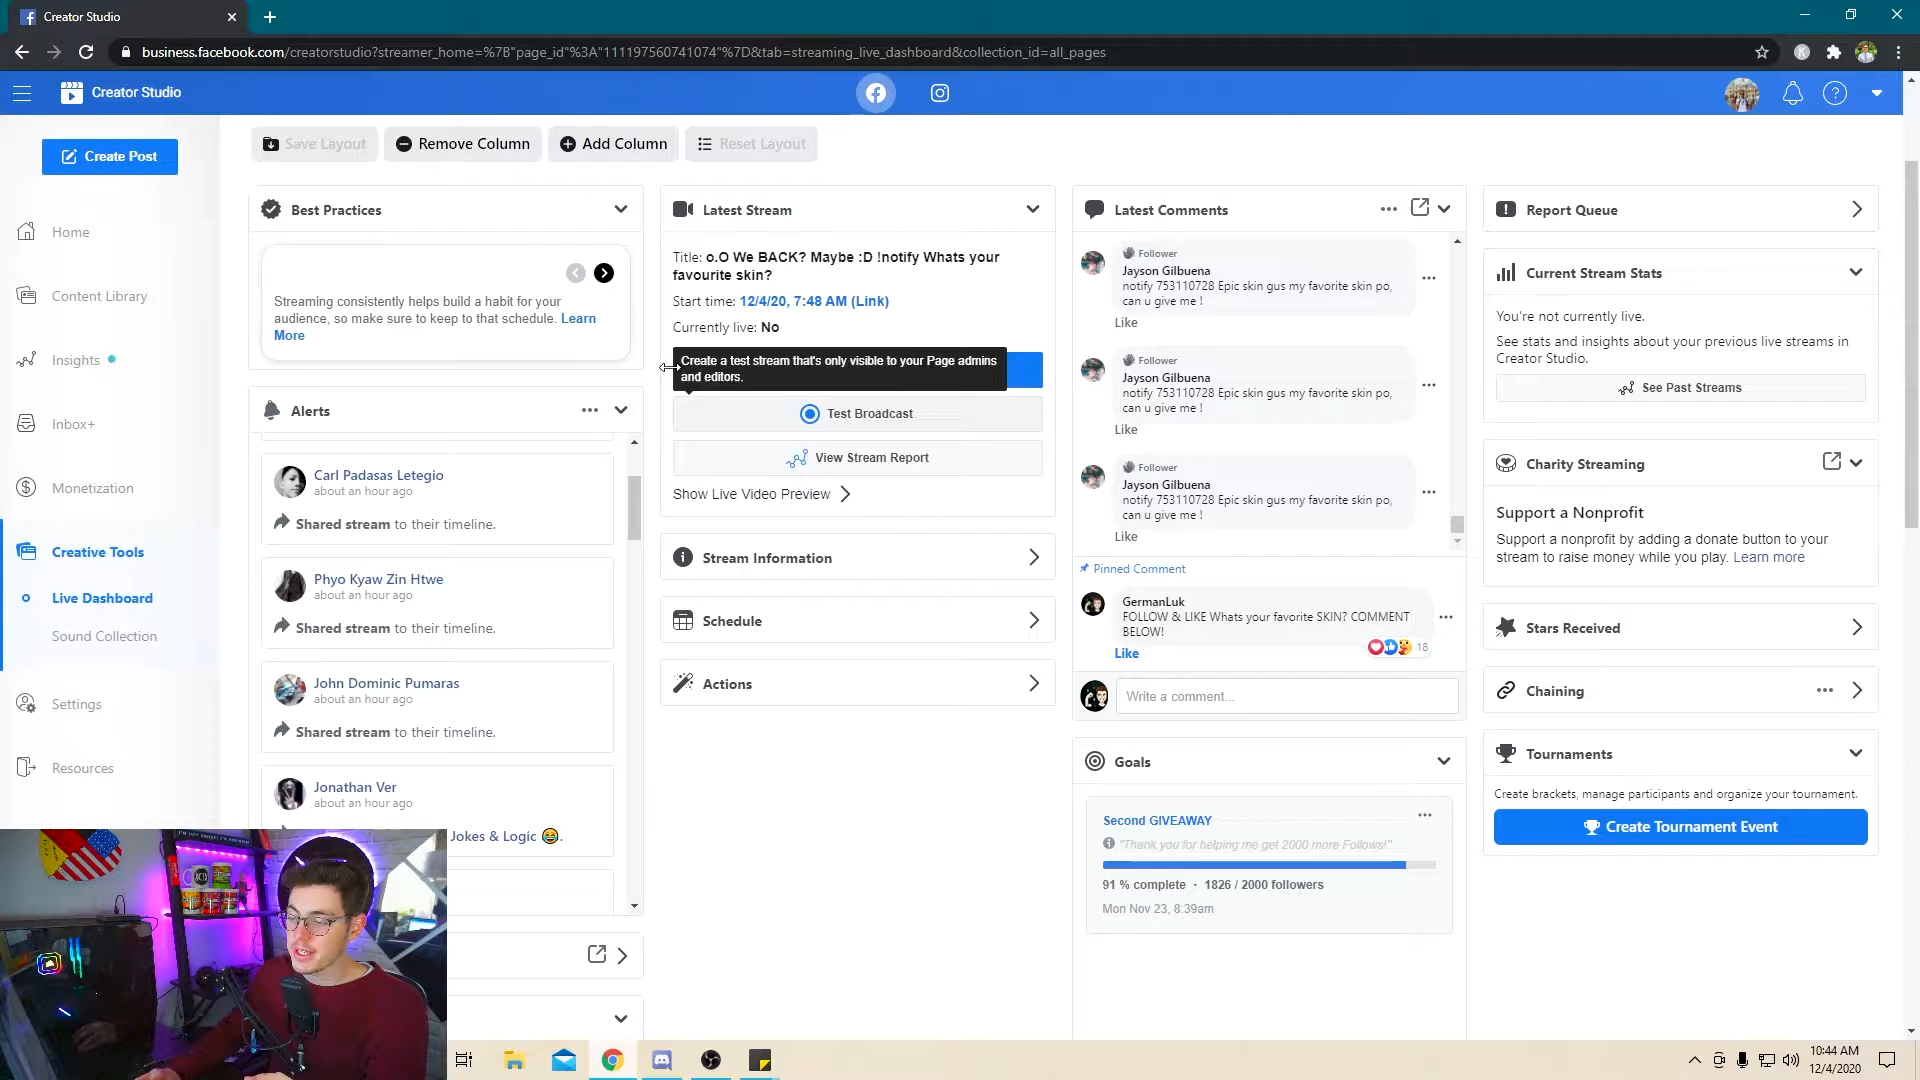 Creator Studio
business.facebook.com/creatorstudio?streamer_home=%7B"page_id"%3A"111197560741074"%7D&tab=streaming_live_dashboard&collection_id=all_pages
Creator Studio
Create Post
Home
Content Library
Insights
Inbox+
Monetization
Creative Tools
Live Dashboard
Sound Collection
Settings
Resources
Save Layout
Remove Column
Add Column
Reset Layout
Best Practices
Streaming consistently helps build a habit for your
audience, so make sure to keep to that schedule. Learn
More
Alerts
Carl Padasas Letegio
about an hour ago
Shared stream to their timeline.
Phyo Kyaw Zin Htwe
about an hour ago
Shared stream to their timeline.
John Dominic Pumaras
about an hour ago
Shared stream to their timeline.
Jonathan Ver
about an hour ago
Jokes & Logic 😂.
Latest Stream
Title: o.O We BACK? Maybe :D !notify Whats your
favourite skin?
Start time: 12/4/20, 7:48 AM (Link)
Currently live: No
Create a test stream that's only visible to your Page admins
and editors.
Test Broadcast
View Stream Report
Show Live Video Preview
Stream Information
Schedule
Actions
Latest Comments
Follower
Jayson Gilbuena
notify 753110728 Epic skin gus my favorite skin po,
can u give me !
Like
Follower
Jayson Gilbuena
notify 753110728 Epic skin gus my favorite skin po,
can u give me !
Like
Follower
Jayson Gilbuena
notify 753110728 Epic skin gus my favorite skin po,
can u give me !
Like
Pinned Comment
GermanLuk
FOLLOW & LIKE Whats your favorite SKIN? COMMENT
BELOW!
Like
18
Write a comment...
Goals
Second GIVEAWAY
"Thank you for helping me get 2000 more Follows!"
91 % complete · 1826 / 2000 followers
Mon Nov 23, 8:39am
Report Queue
Current Stream Stats
You're not currently live.
See stats and insights about your previous live streams in
Creator Studio.
See Past Streams
Charity Streaming
Support a Nonprofit
Support a nonprofit by adding a donate button to your
stream to raise money while you play. Learn more
Stars Received
Chaining
Tournaments
Create brackets, manage participants and organize your tournament.
Create Tournament Event
10:44 AM
12/4/2020